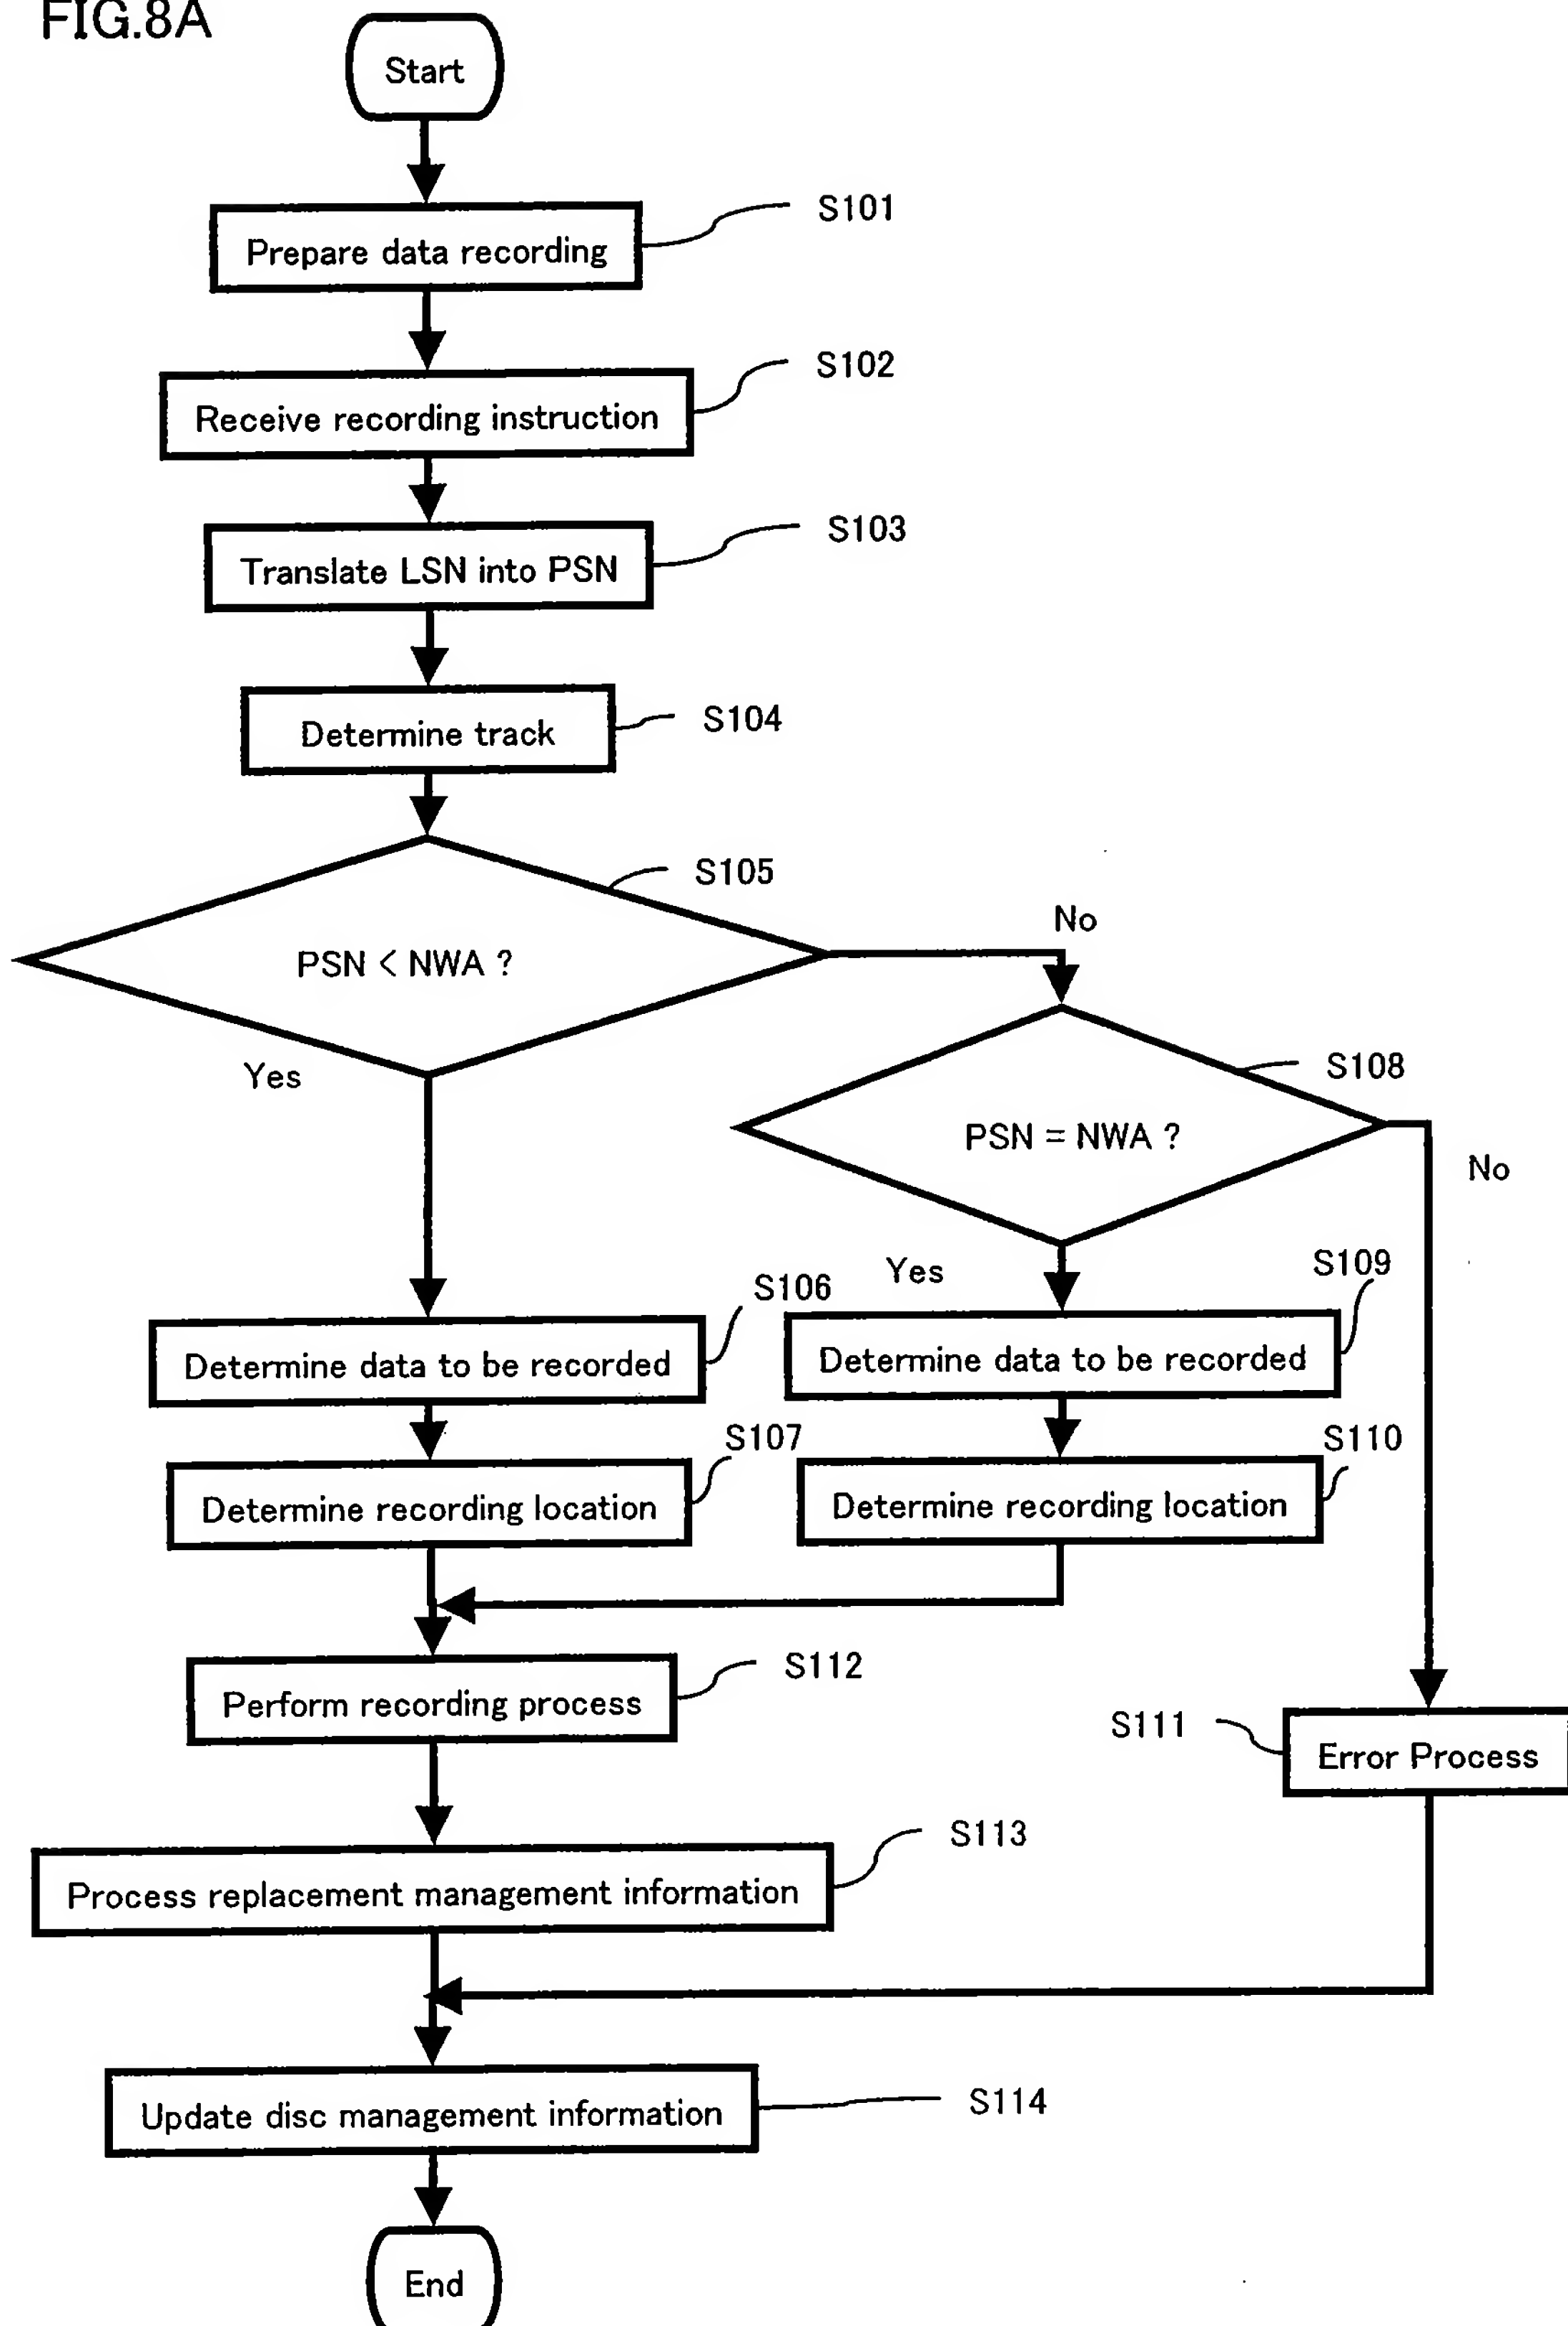 FIG.8A
Start
S101
Prepare data recording
S102
Receive recording instruction
S103
Translate LSN into PSN
S104
Determine track
S105
PSN < NWA ?
No
Yes
S108
PSN = NWA ?
No
Yes
S106
Determine data to be recorded
S109
Determine data to be recorded
S107
Determine recording location
S110
Determine recording location
S112
Perform recording process
S111
Error Process
S113
Process replacement management information
S114
Update disc management information
End